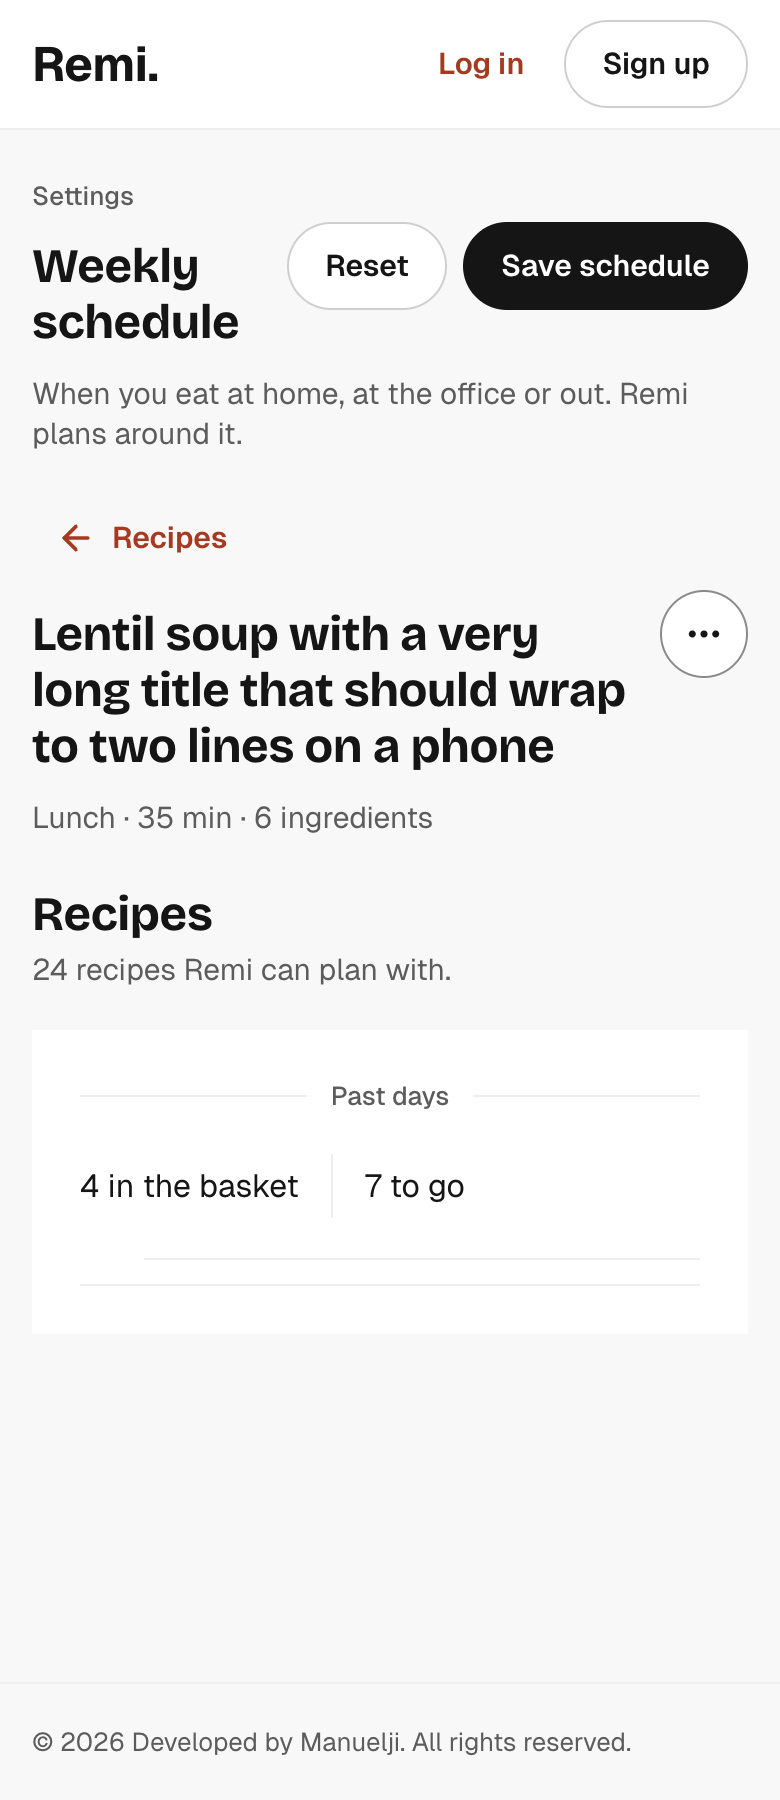 Remi.
Log in
Sign up
Settings
Weekly
schedule
Reset
Save schedule
When you eat at home, at the office or out. Remi
plans around it.
Recipes
Lentil soup with a very
long title that should wrap
to two lines on a phone
Lunch · 35 min · 6 ingredients
Recipes
24 recipes Remi can plan with.
Past days
4 in the basket
7 to go
© 2026 Developed by Manuelji. All rights reserved.